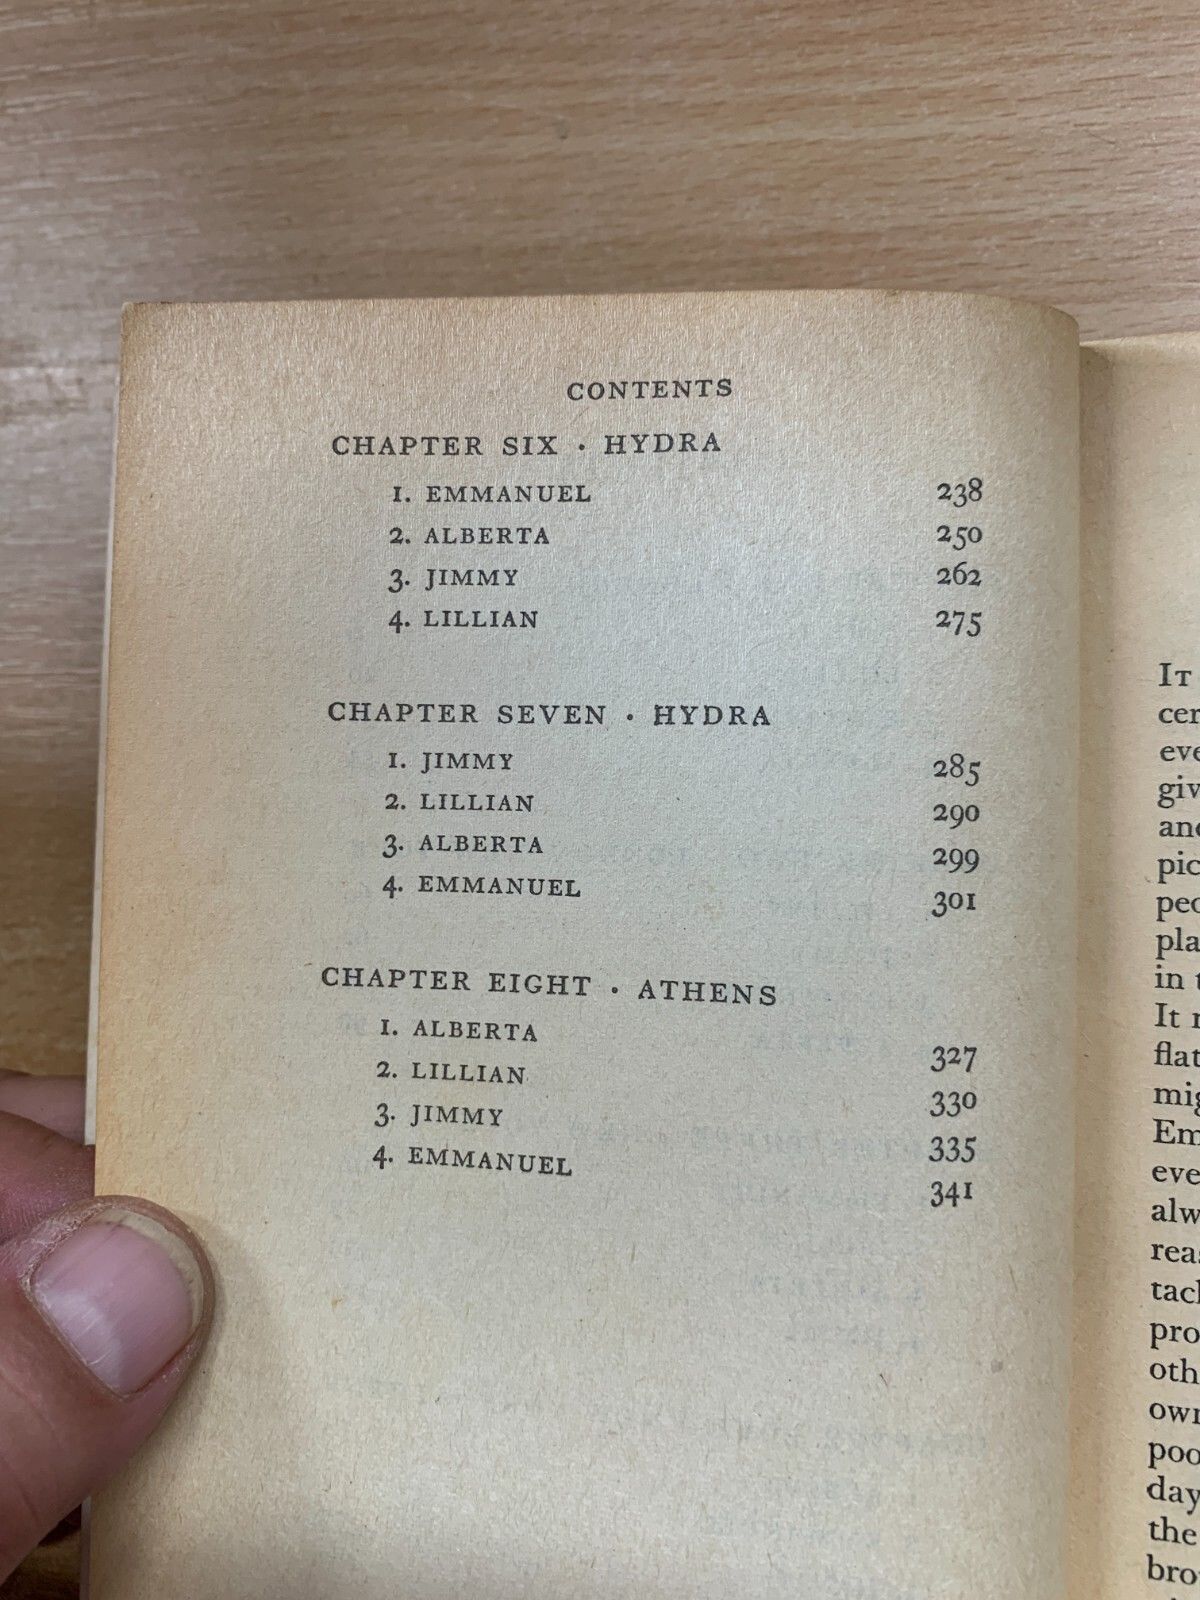 CONTENTS
CHAPTER SIX · HYDRA
1. EMMANUEL 238
2. ALBERTA 250
3. JIMMY 262
4. LILLIAN 275
CHAPTER SEVEN · HYDRA
1. JIMMY 285
2. LILLIAN 290
3. ALBERTA 299
4. EMMANUEL 301
CHAPTER EIGHT · ATHENS
1. ALBERTA 327
2. LILLIAN 330
3. JIMMY 335
4. EMMANUEL 341
IT
cer
eve
giv
and
pic
peo
pla
in t
It
flat
mig
Em
eve
alw
rea
tac
pro
oth
own
poo
day
the
bro